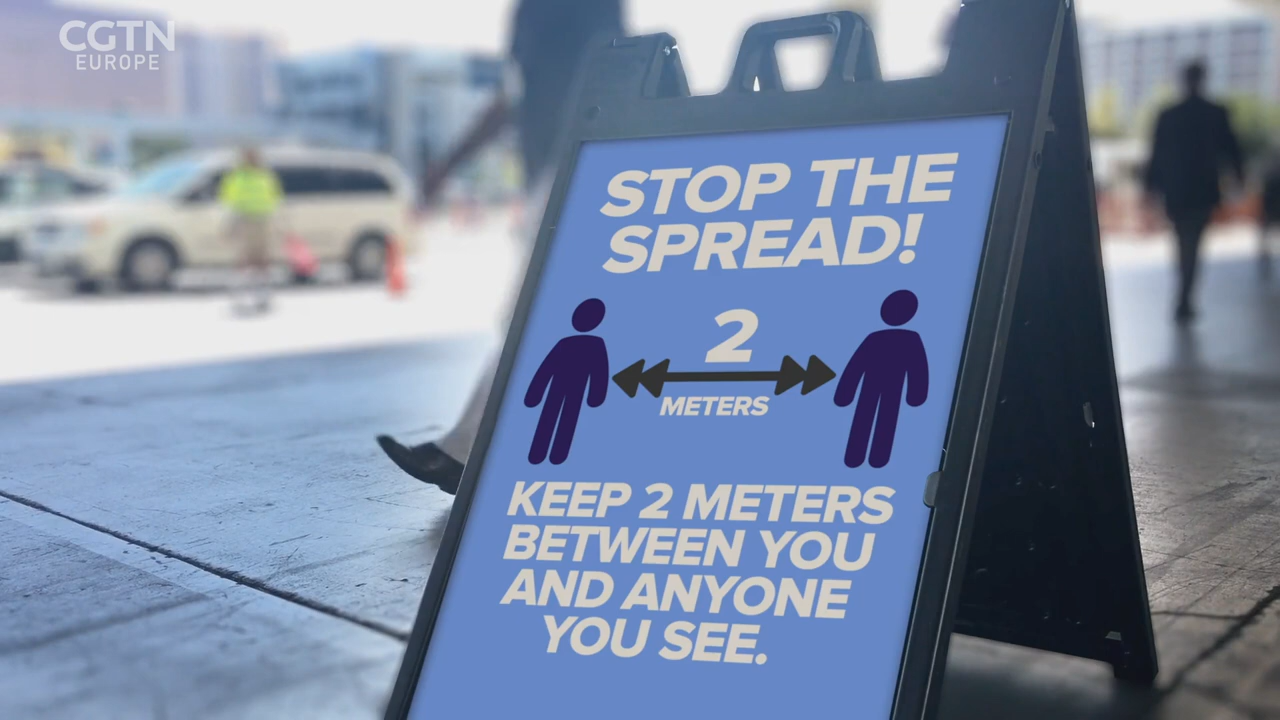 CGTN
EUROPE
STOP THE
SPREAD!
2
METERS
KEEP 2 METERS
BETWEEN YOU
AND ANYONE
YOU SEE.